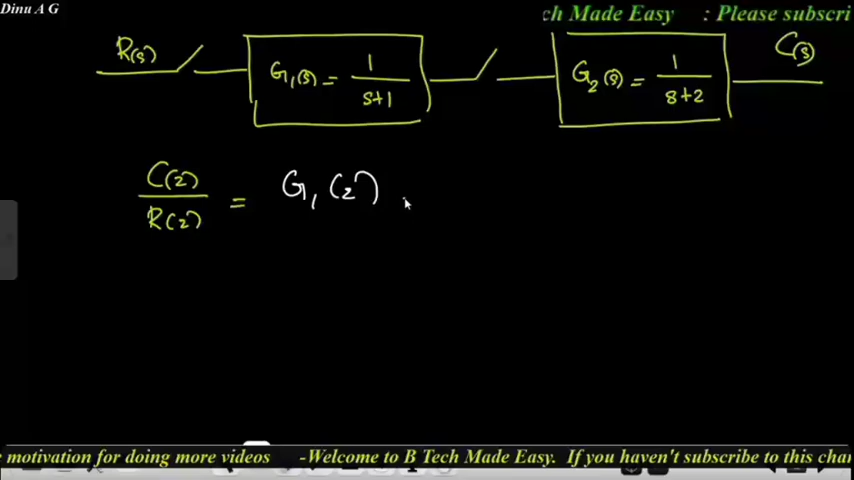 Dinu A G
ch Made Easy : Please subscri
R(s) G₁(s) = 1/(s+1) G₂(s) = 1/(s+2) C(s)
C(z)/R(z) = G₁(z)
e motivation for doing more videos -Welcome to B Tech Made Easy. If you haven't subscribe to this chan